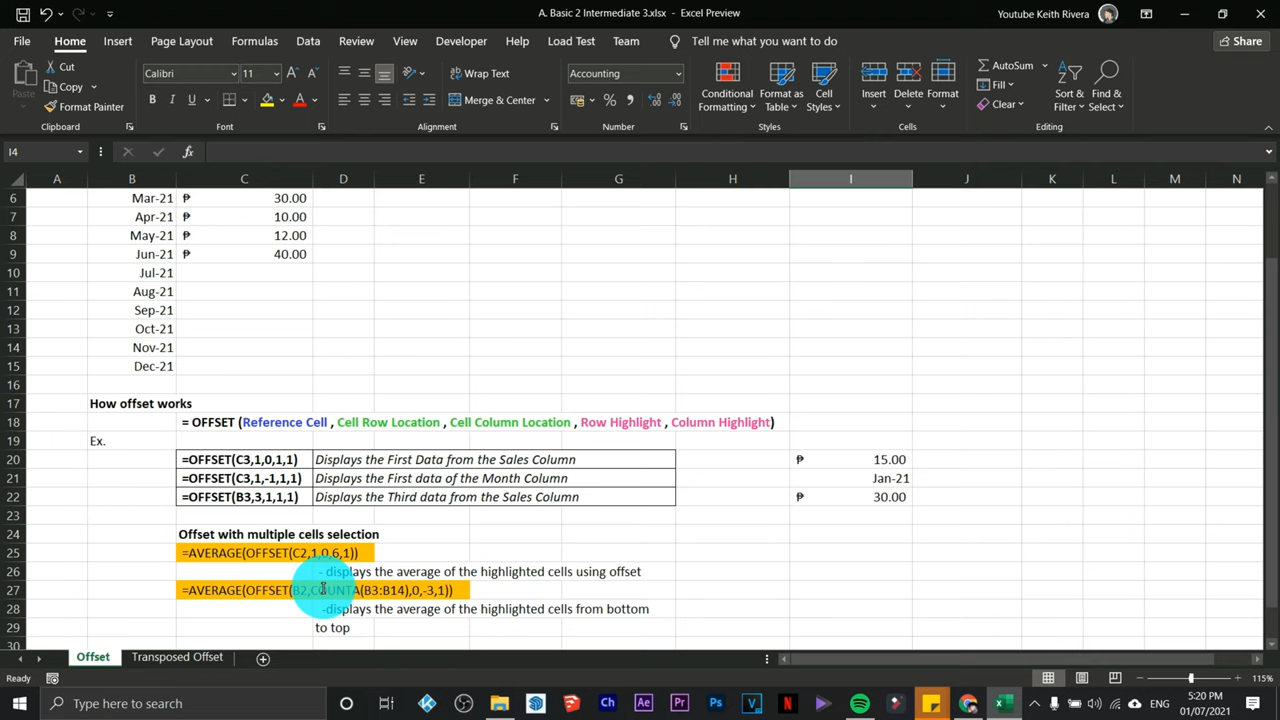 A. Basic 2 Intermediate 3.xlsx - Excel Preview
Youtube Keith Rivera
File Home Insert Page Layout Formulas Data Review View Developer Help Load Test Team Tell me what you want to do Share
Paste Cut Copy Format Painter
Calibri 11 B I U
Wrap Text Merge & Center
Accounting % ,
Conditional Formatting Format as Table Cell Styles
Insert Delete Format
AutoSum Fill Clear Sort & Filter Find & Select
Clipboard Font Alignment Number Styles Cells Editing
I4 fx
A B C D E F G H I J K L M N
6 Mar-21 ₱ 30.00
7 Apr-21 ₱ 10.00
8 May-21 ₱ 12.00
9 Jun-21 ₱ 40.00
10 Jul-21
11 Aug-21
12 Sep-21
13 Oct-21
14 Nov-21
15 Dec-21
16
17 How offset works
18 = OFFSET (Reference Cell , Cell Row Location , Cell Column Location , Row Highlight , Column Highlight)
19 Ex.
20 =OFFSET(C3,1,0,1,1) Displays the First Data from the Sales Column ₱ 15.00
21 =OFFSET(C3,1,-1,1,1) Displays the First data of the Month Column Jan-21
22 =OFFSET(B3,3,1,1,1) Displays the Third data from the Sales Column ₱ 30.00
23
24 Offset with multiple cells selection
25 =AVERAGE(OFFSET(C2,1,0,6,1))
26 - displays the average of the highlighted cells using offset
27 =AVERAGE(OFFSET(B2,COUNTA(B3:B14),0,-3,1))
28 -displays the average of the highlighted cells from bottom
29 to top
30
Offset Transposed Offset
Ready 115%
Type here to search
ENG
5:20 PM
01/07/2021